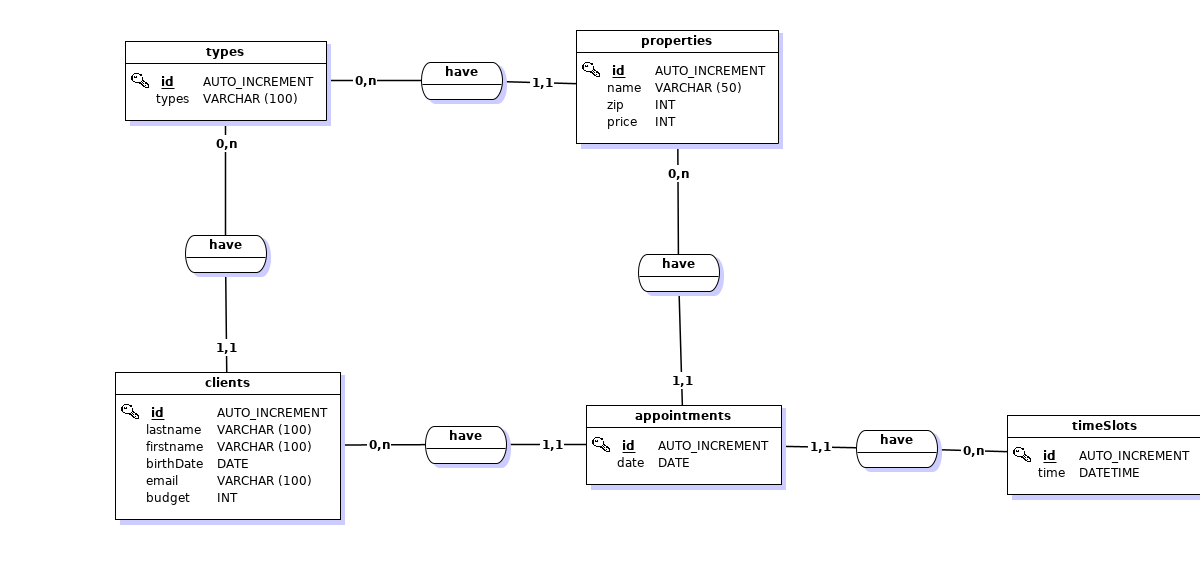 types
id AUTO_INCREMENT
types VARCHAR (100)
0,n
have
1,1
properties
id AUTO_INCREMENT
name VARCHAR (50)
zip INT
price INT
0,n
have
1,1
0,n
have
1,1
clients
id AUTO_INCREMENT
lastname VARCHAR (100)
firstname VARCHAR (100)
birthDate DATE
email VARCHAR (100)
budget INT
0,n
have
1,1
appointments
id AUTO_INCREMENT
date DATE
1,1
have
0,n
timeSlots
id AUTO_INCREMENT
time DATETIME